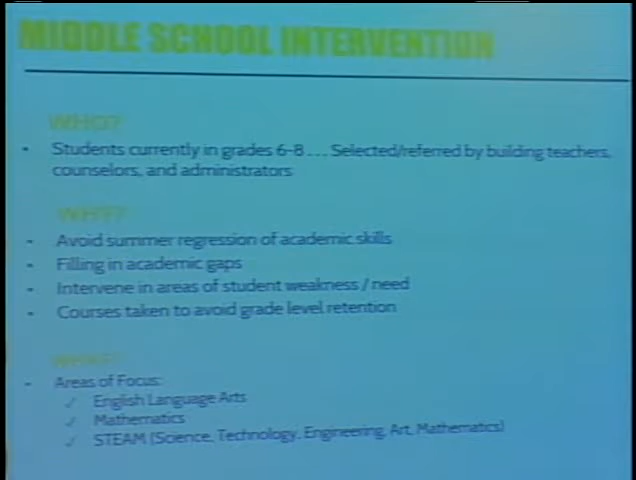 MIDDLE SCHOOL INTERVENTION
WHO?
• Students currently in grades 6-8 … Selected/referred by building teachers,
counselors, and administrators
WHY?
- Avoid summer regression of academic skills
- Filling in academic gaps
- Intervene in areas of student weakness / need
- Courses taken to avoid grade level retention
WHAT?
- Areas of Focus:
✓ English Language Arts
✓ Mathematics
✓ STEAM (Science, Technology, Engineering, Art, Mathematics)